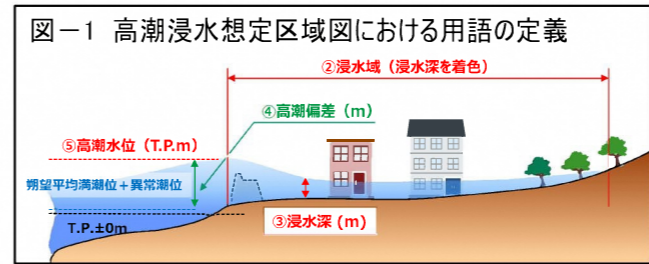 図－1 高潮浸水想定区域図における用語の定義
②浸水域（浸水深を着色）
④高潮偏差（m）
⑤高潮水位（T.P.m）
朔望平均満潮位＋異常潮位
③浸水深（m）
T.P.±0m